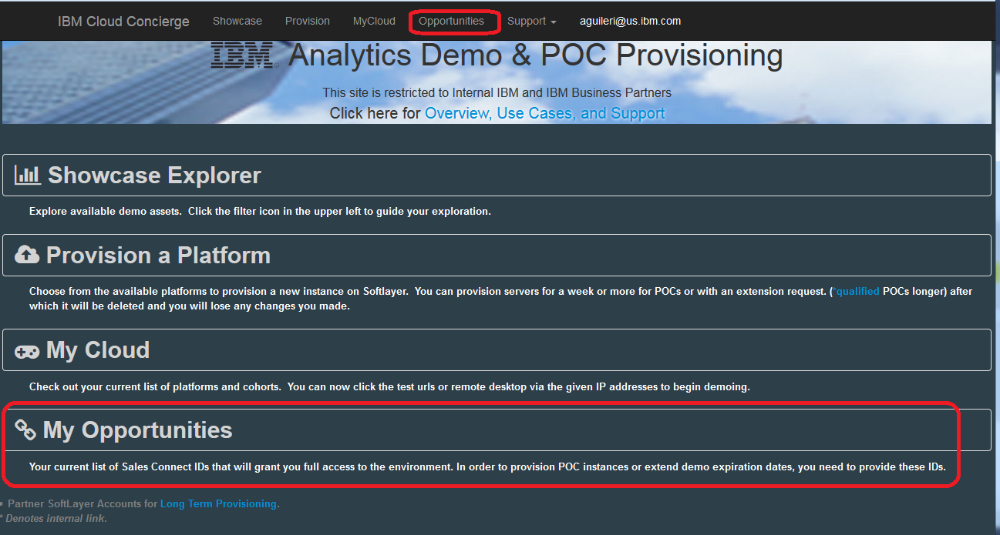 IBM Cloud Concierge Showcase Provision MyCloud Opportunities Support aguileri@us.ibm.com
IBM Analytics Demo & POC Provisioning
This site is restricted to Internal IBM and IBM Business Partners
Click here for Overview, Use Cases, and Support
Showcase Explorer
Explore available demo assets. Click the filter icon in the upper left to guide your exploration.
Provision a Platform
Choose from the available platforms to provision a new instance on Softlayer. You can provision servers for a week or more for POCs or with an extension request. (*qualified POCs longer) after
which it will be deleted and you will lose any changes you made.
My Cloud
Check out your current list of platforms and cohorts. You can now click the test urls or remote desktop via the given IP addresses to begin demoing.
My Opportunities
Your current list of Sales Connect IDs that will grant you full access to the environment. In order to provision POC instances or extend demo expiration dates, you need to provide these IDs.
• Partner SoftLayer Accounts for Long Term Provisioning.
* Denotes internal link.